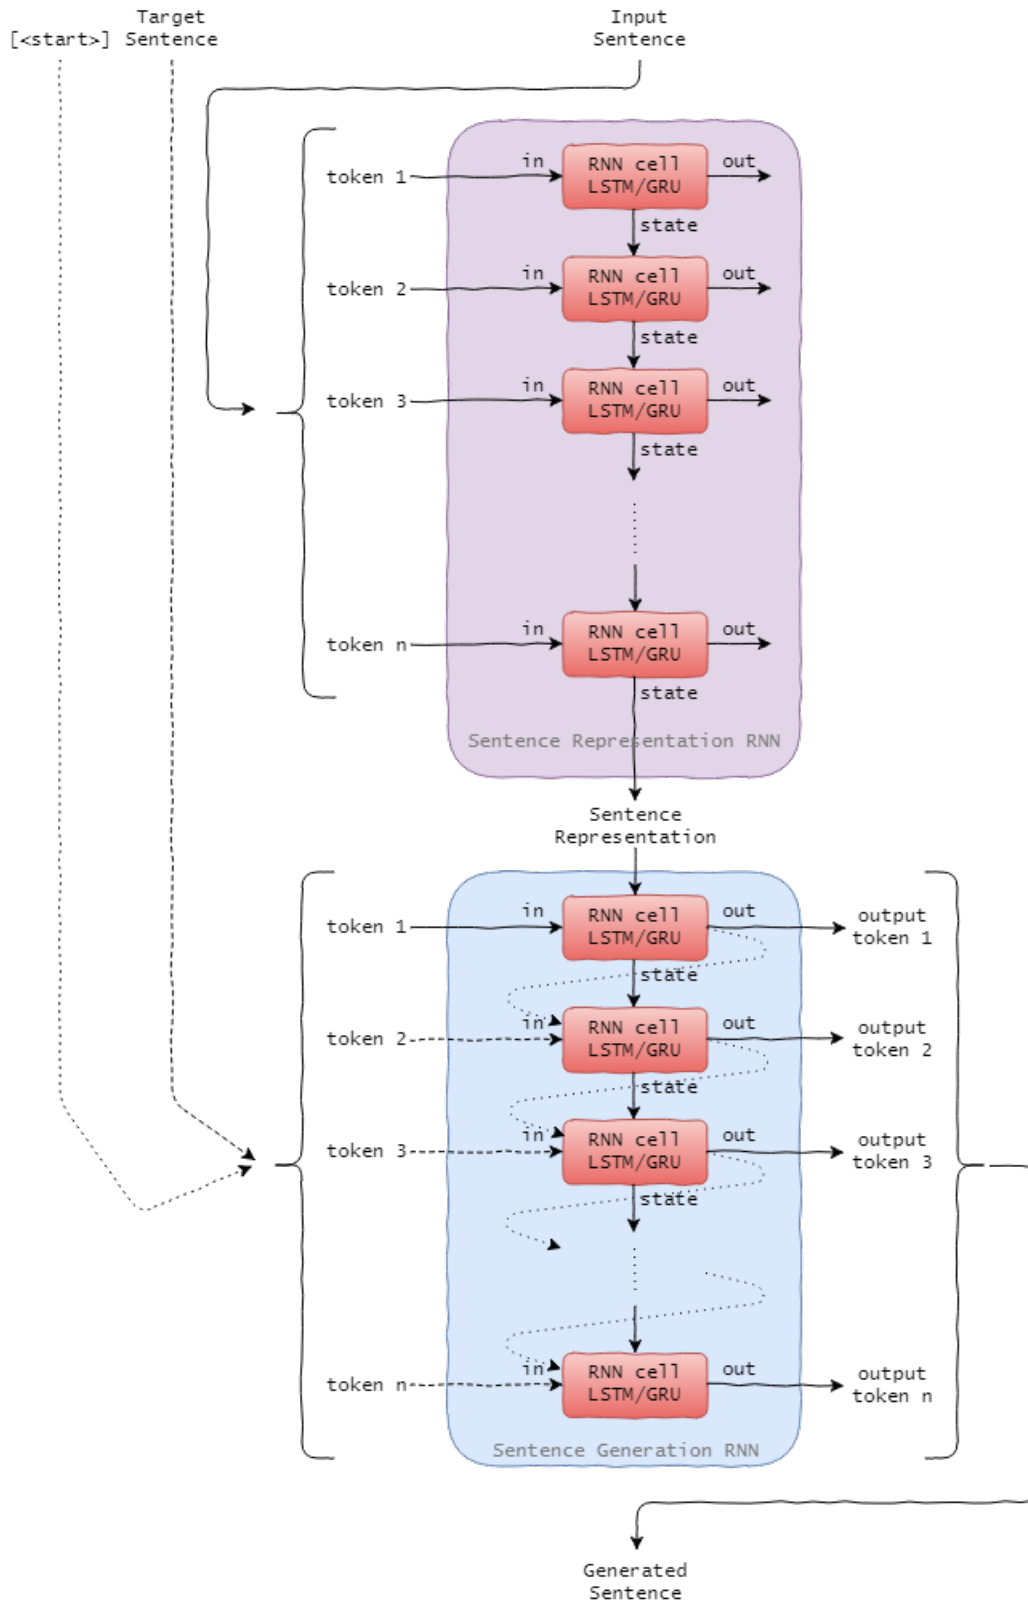 Target
[<start>] Sentence
Input
Sentence
in RNN cell out
token 1 LSTM/GRU
state
in RNN cell out
token 2 LSTM/GRU
state
in RNN cell out
token 3 LSTM/GRU
state
in RNN cell out
token n LSTM/GRU
state
Sentence Representation RNN
Sentence
Representation
in RNN cell out output
token 1 LSTM/GRU token 1
state
in RNN cell out output
token 2 LSTM/GRU token 2
state
in RNN cell out output
token 3 LSTM/GRU token 3
state
in RNN cell out output
token n LSTM/GRU token n
Sentence Generation RNN
Generated
Sentence